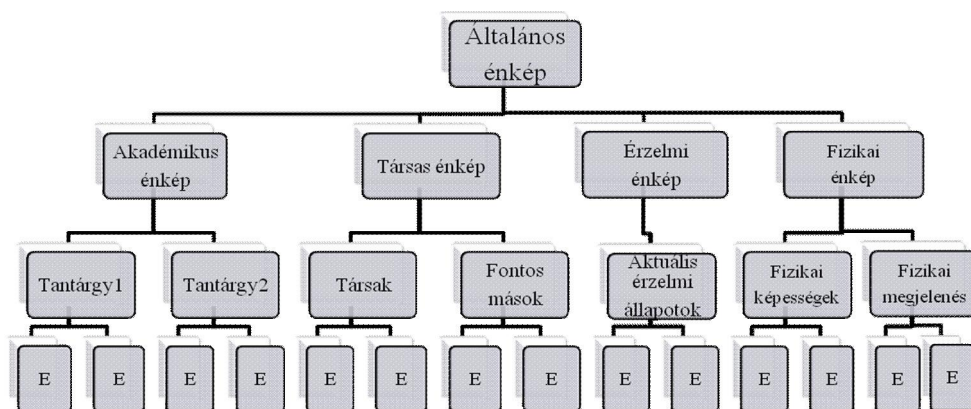 Általános
énkép
Akadémikus
énkép
Társas énkép
Érzelmi
énkép
Fizikai
énkép
Tantárgy1
Tantárgy2
Társak
Fontos
mások
Aktuális
érzelmi
állapotok
Fizikai
képességek
Fizikai
megjelenés
E
E
E
E
E
E
E
E
E
E
E
E
E
E